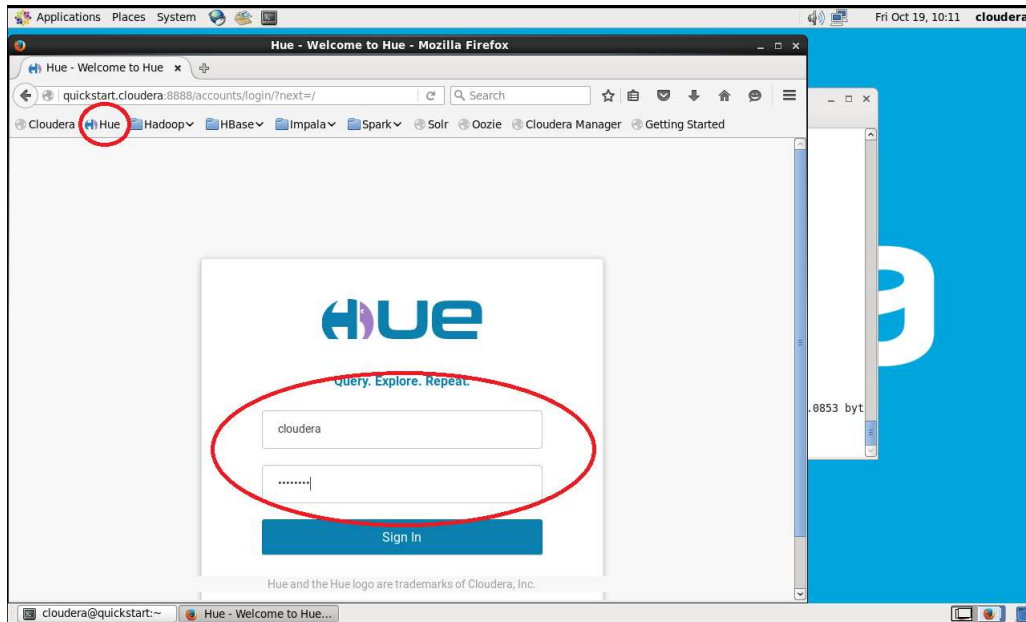 Applications Places System Fri Oct 19, 10:11 cloudera
Hue - Welcome to Hue - Mozilla Firefox
Hue - Welcome to Hue
quickstart.cloudera:8888/accounts/login/?next=/ Search
Cloudera Hue Hadoop HBase Impala Spark Solr Oozie Cloudera Manager Getting Started
HUE
Query. Explore. Repeat.
cloudera
.0853 byt
••••••••
Sign In
Hue and the Hue logo are trademarks of Cloudera, Inc.
cloudera@quickstart:~ Hue - Welcome to Hue...